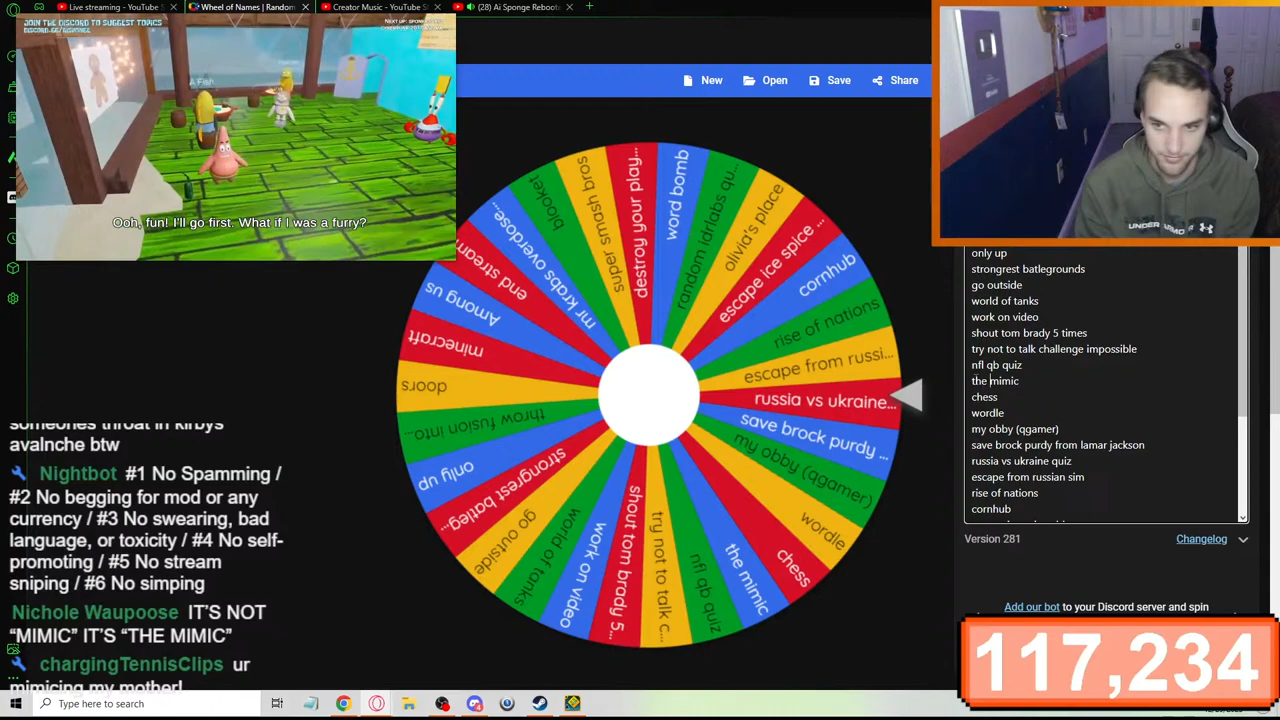 Live streaming - YouTube S
Wheel of Names | Random
Creator Music - YouTube St
(28) Ai Sponge Reboot
JOIN THE DISCORD TO SUGGEST TOPICS
A Fish
Ooh, fun! I'll go first. What if I was a furry?
New
Open
Save
Share
word bomb
random idrlabs qu...
olivia's place
escape ice spice ...
cornhub
rise of nations
escape from russi...
russia vs ukraine...
save brock purdy ...
my obby (qgamer)
wordle
chess
the mimic
nfl qb quiz
try not to talk c...
shout tom brady 5...
work on video
world of tanks
go outside
strongest batleg...
only up
throw fusion into...
doors
minecraft
Among us
end stream
mr krabs overdose...
blooket
super smash bros
destroy your play...
only up
strongest batlegrounds
go outside
world of tanks
work on video
shout tom brady 5 times
try not to talk challenge impossible
nfl qb quiz
the mimic
chess
wordle
my obby (qgamer)
save brock purdy from lamar jackson
russia vs ukraine quiz
escape from russian sim
rise of nations
cornhub
Version 281
Changelog
Add our bot to your Discord server and spin
117,234
someones throat in kirbys
avalnche btw
Nightbot #1 No Spamming /
#2 No begging for mod or any
currency / #3 No swearing, bad
language, or toxicity / #4 No self-
promoting / #5 No stream
sniping / #6 No simping
Nichole Waupoose IT'S NOT
“MIMIC” IT'S “THE MIMIC”
chargingTennisClips ur
mimicing my mother!
UNDER ARMOUR
Type here to search